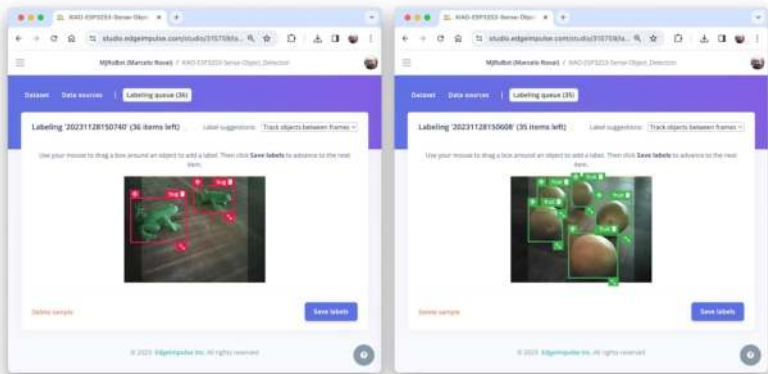 XIAO-ESP32S3-Sense-Objec
studio.edgeimpulse.com/studio/315759/la...
MJRoBot (Marcelo Rovai) / XIAO-ESP32S3-Sense-Object_Detection
Dataset Data sources | Labeling queue (36)
Labeling '20231128150740' (36 items left) Label suggestions: Track objects between frames
Use your mouse to drag a box around an object to add a label. Then click Save labels to advance to the next
item.
bug
bug
Delete sample Save labels
© 2023 EdgeImpulse Inc. All rights reserved
XIAO-ESP32S3-Sense-Objec
studio.edgeimpulse.com/studio/315759/la...
MJRoBot (Marcelo Rovai) / XIAO-ESP32S3-Sense-Object_Detection
Dataset Data sources | Labeling queue (35)
Labeling '20231128150608' (35 items left) Label suggestions: Track objects between frames
Use your mouse to drag a box around an object to add a label. Then click Save labels to advance to the next
item.
fruit
fruit
fruit
fruit
Delete sample Save labels
© 2023 EdgeImpulse Inc. All rights reserved